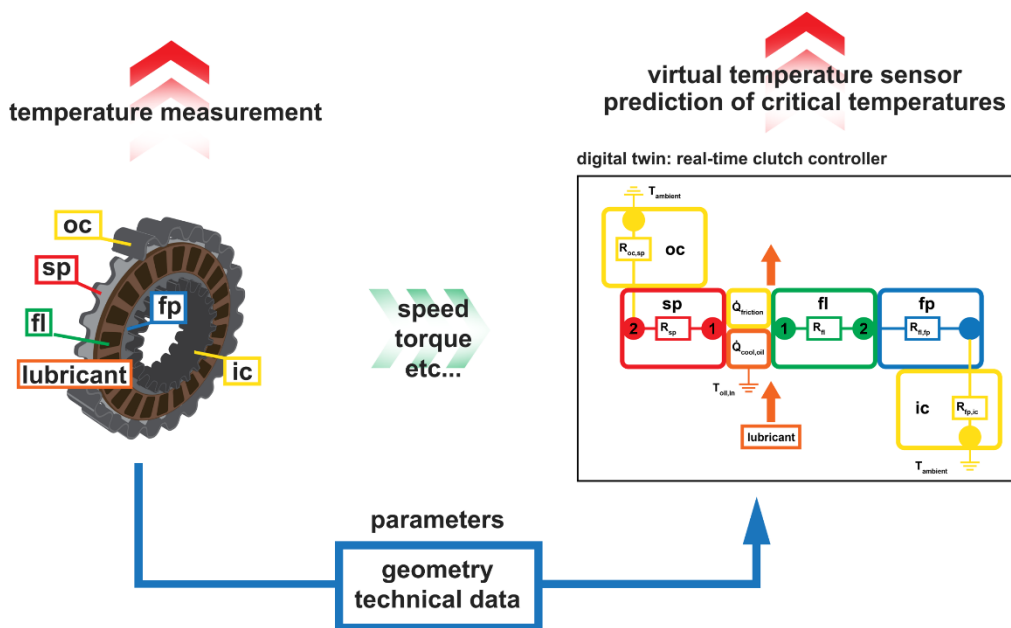 temperature measurement
virtual temperature sensor
prediction of critical temperatures
digital twin: real-time clutch controller
oc
sp
fp
fl
lubricant
ic
speed
torque
etc...
T_ambient
R_oc,sp
oc
sp
Q̇_friction
fl
fp
2
R_sp
1
1
R_fl
2
R_fl,fp
Q̇_cool,oil
T_oil,in
lubricant
ic
R_fp,ic
T_ambient
parameters
geometry
technical data